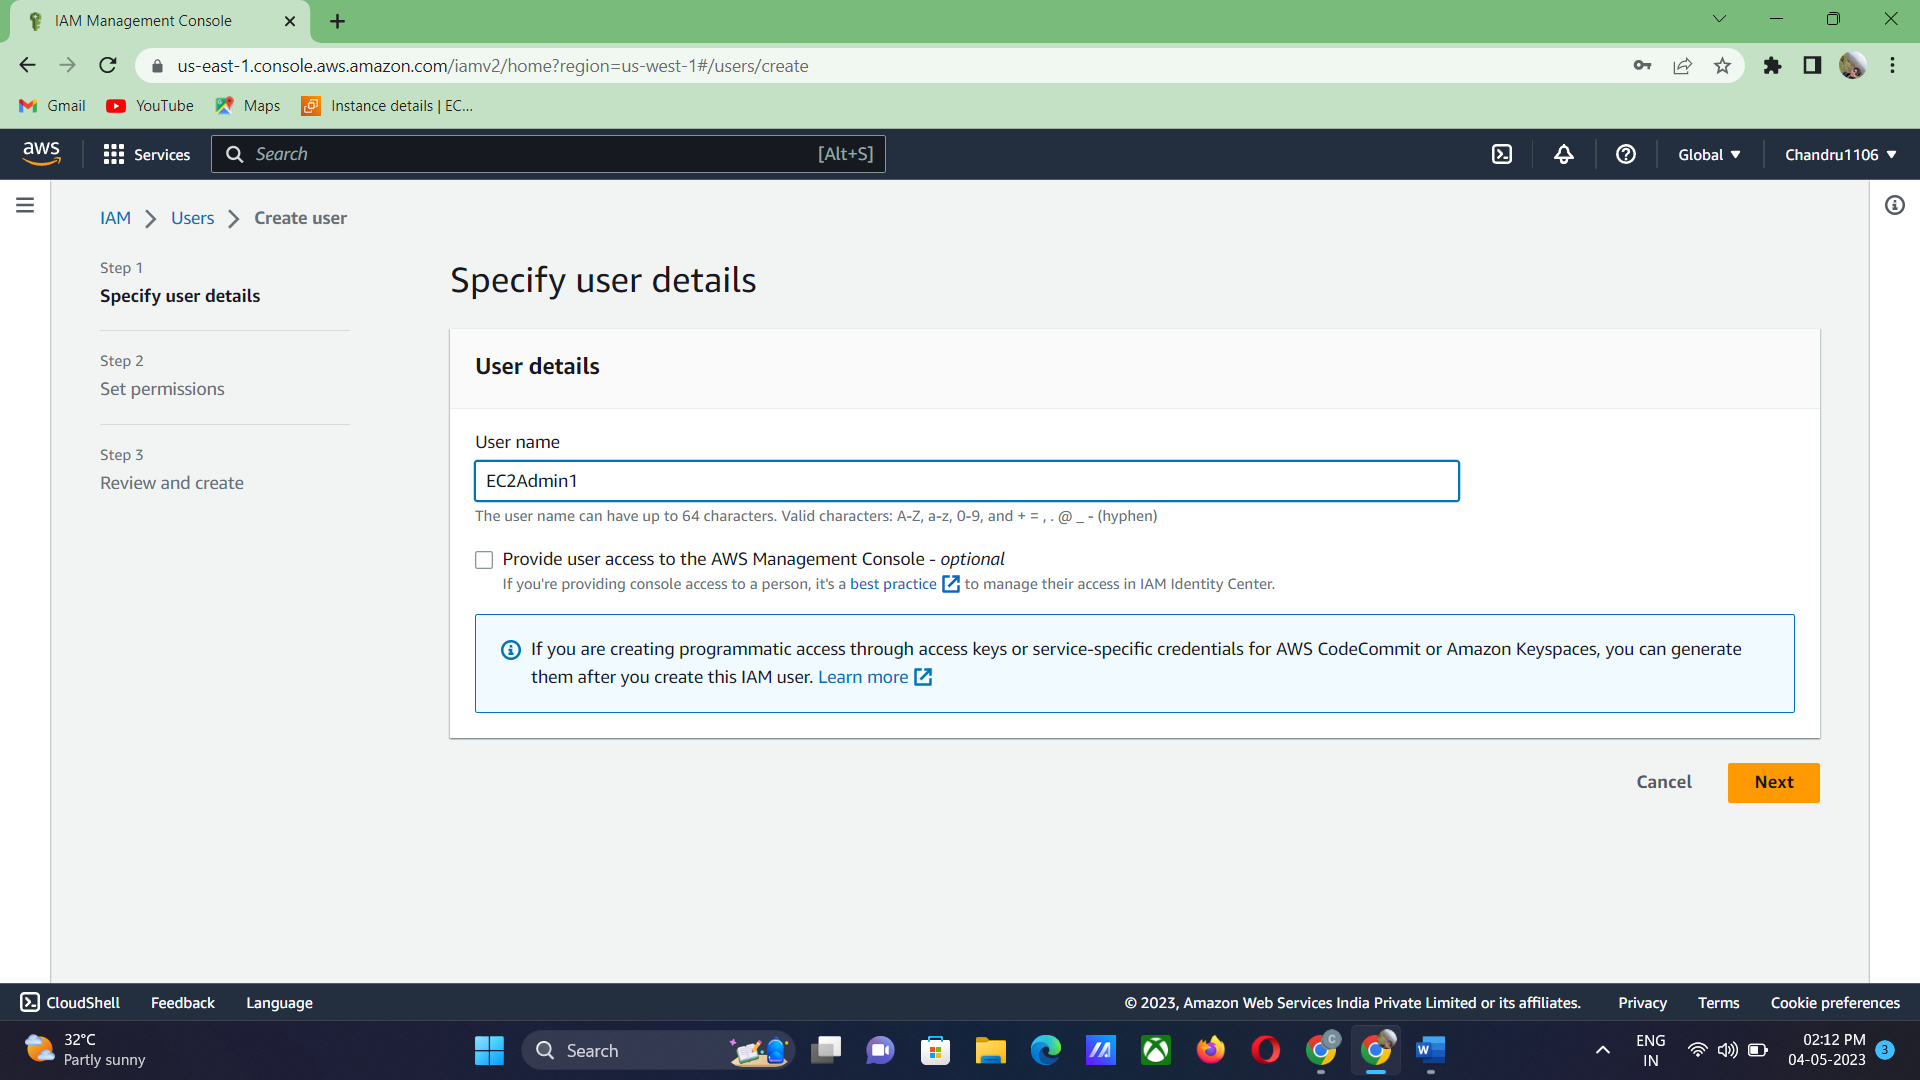 IAM Management Console
us-east-1.console.aws.amazon.com/iamv2/home?region=us-west-1#/users/create
Gmail YouTube Maps Instance details | EC...
aws Services Search [Alt+S] Global Chandru1106
IAM Users Create user
Step 1
Specify user details
Step 2
Set permissions
Step 3
Review and create
Specify user details
User details
User name
EC2Admin1
The user name can have up to 64 characters. Valid characters: A-Z, a-z, 0-9, and + = , . @ _ - (hyphen)
Provide user access to the AWS Management Console - optional
If you're providing console access to a person, it's a best practice to manage their access in IAM Identity Center.
If you are creating programmatic access through access keys or service-specific credentials for AWS CodeCommit or Amazon Keyspaces, you can generate
them after you create this IAM user. Learn more
Cancel Next
CloudShell Feedback Language © 2023, Amazon Web Services India Private Limited or its affiliates. Privacy Terms Cookie preferences
32°C
Partly sunny
Search
C
W
ENG
IN
02:12 PM
04-05-2023
3